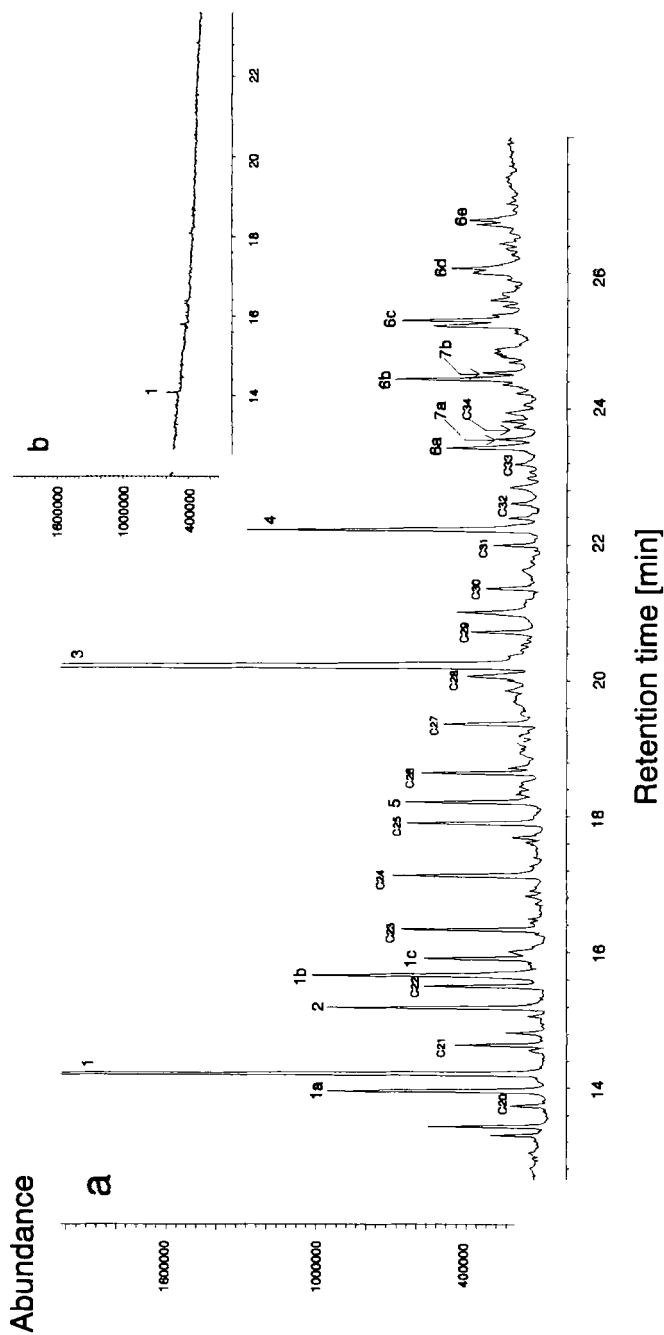 Abundance
a
1600000
1000000
400000
1a
C20
1
C21
2
C22
1b
1c
C23
C24
C25
5
C26
C27
C28
3
C29
C30
C31
4
C32
C33
6a
7a
C34
6b
7b
6c
6d
6e
14 16 18 20 22 24 26
Retention time [min]
b
1600000
1000000
400000
1
14 16 18 20 22